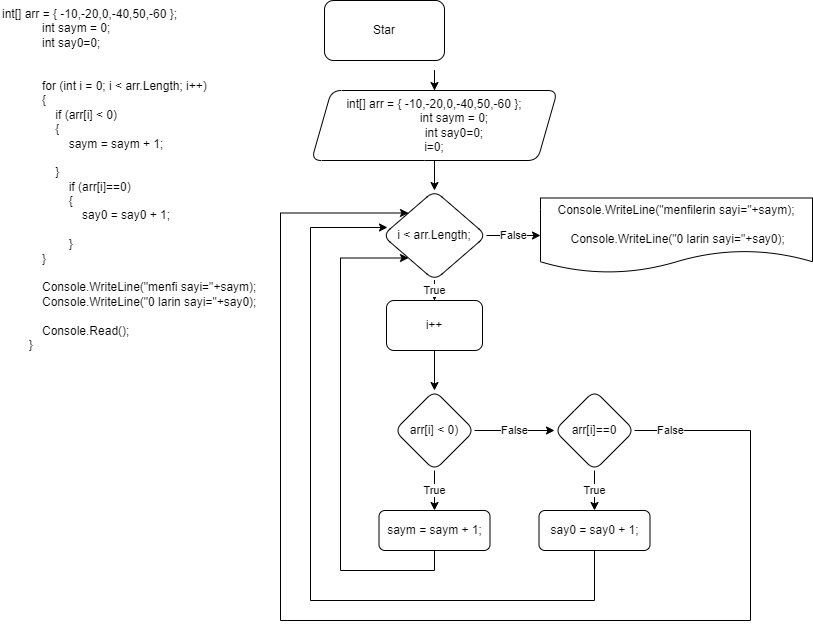 int[] arr = { -10,-20,0,-40,50,-60 };
int saym = 0;
int say0=0;
for (int i = 0; i < arr.Length; i++)
{
if (arr[i] < 0)
{
saym = saym + 1;
}
if (arr[i]==0)
{
say0 = say0 + 1;
}
}
Console.WriteLine("menfi sayi="+saym);
Console.WriteLine("0 larin sayi="+say0);
Console.Read();
}
Star
int[] arr = { -10,-20,0,-40,50,-60 };
int saym = 0;
int say0=0;
i=0;
i < arr.Length;
False
Console.WriteLine("menfilerin sayi="+saym);
Console.WriteLine("0 larin sayi="+say0);
True
i++
arr[i] < 0)
False
arr[i]==0
False
True
True
saym = saym + 1;
say0 = say0 + 1;